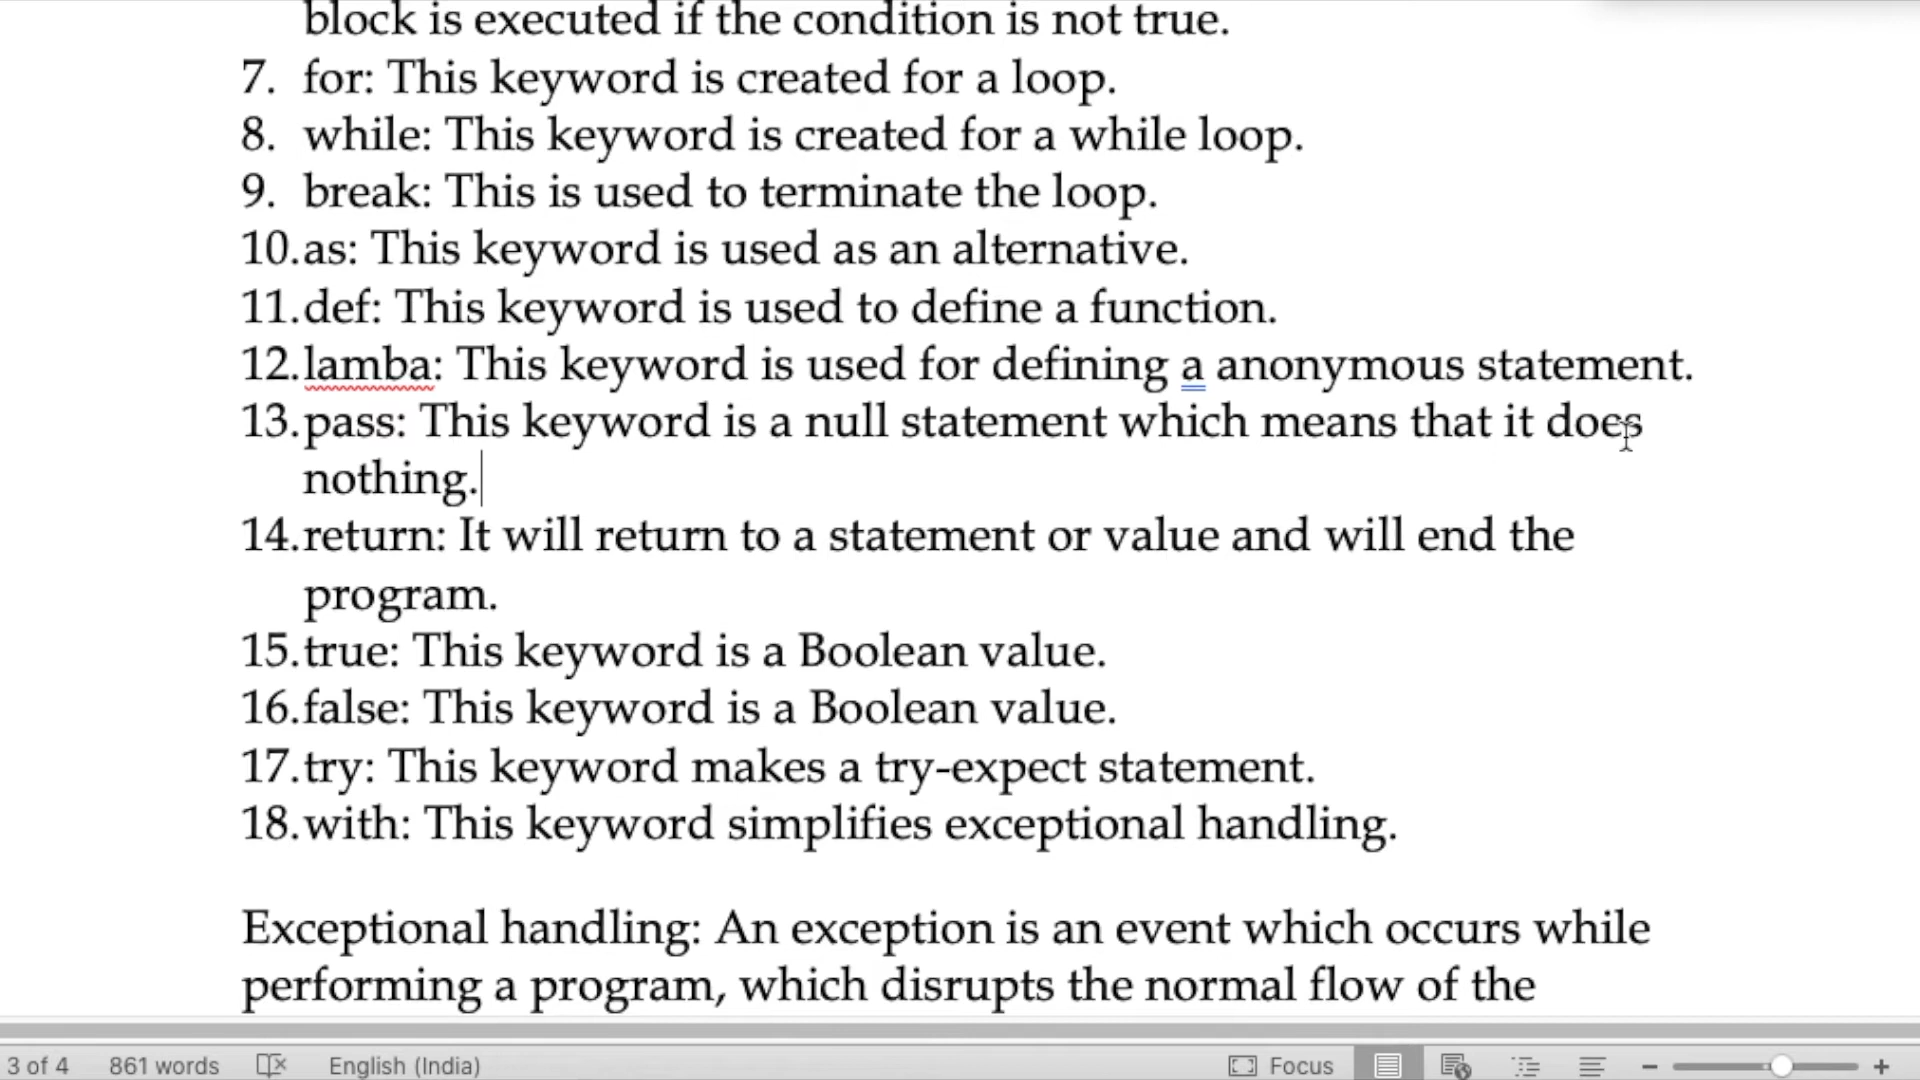 block is executed if the condition is not true.
7. for: This keyword is created for a loop.
8. while: This keyword is created for a while loop.
9. break: This is used to terminate the loop.
10. as: This keyword is used as an alternative.
11. def: This keyword is used to define a function.
12. lamba: This keyword is used for defining a anonymous statement.
13. pass: This keyword is a null statement which means that it does
nothing.
14. return: It will return to a statement or value and will end the
program.
15. true: This keyword is a Boolean value.
16. false: This keyword is a Boolean value.
17. try: This keyword makes a try-expect statement.
18. with: This keyword simplifies exceptional handling.
Exceptional handling: An exception is an event which occurs while
performing a program, which disrupts the normal flow of the
3 of 4 861 words English (India) Focus